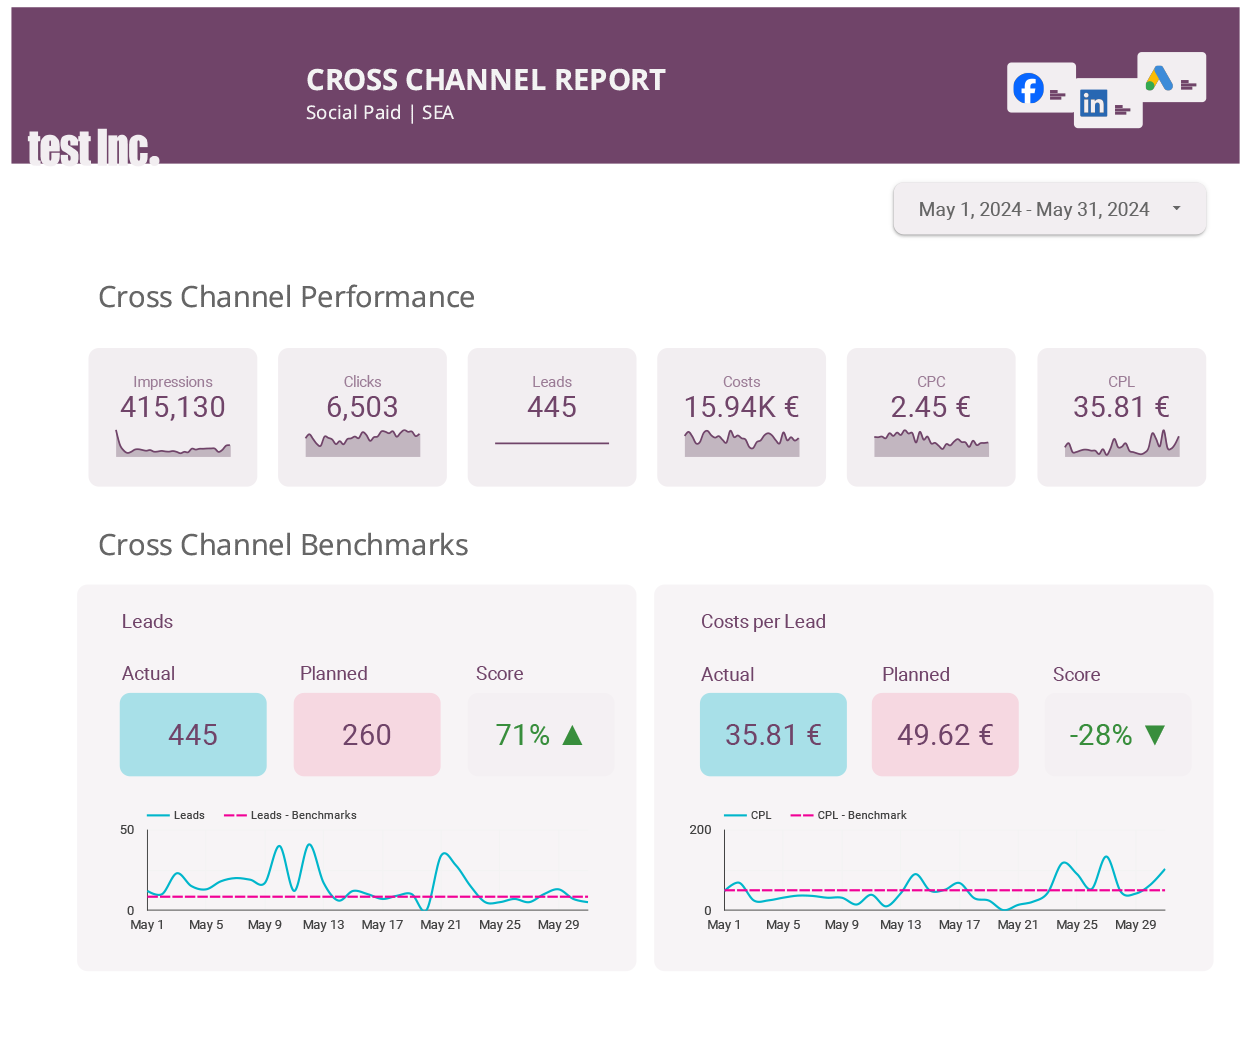 CROSS CHANNEL REPORT
Social Paid | SEA
test Inc.
in
May 1, 2024 - May 31, 2024
Cross Channel Performance
Impressions
415,130
Clicks
6,503
Leads
445
Costs
15.94K €
CPC
2.45 €
CPL
35.81 €
Cross Channel Benchmarks
Leads
Actual Planned Score
445 260 71% ▲
Leads Leads - Benchmarks
50
0
May 1 May 5 May 9 May 13 May 17 May 21 May 25 May 29
Costs per Lead
Actual Planned Score
35.81 € 49.62 € -28% ▼
CPL CPL - Benchmark
200
0
May 1 May 5 May 9 May 13 May 17 May 21 May 25 May 29